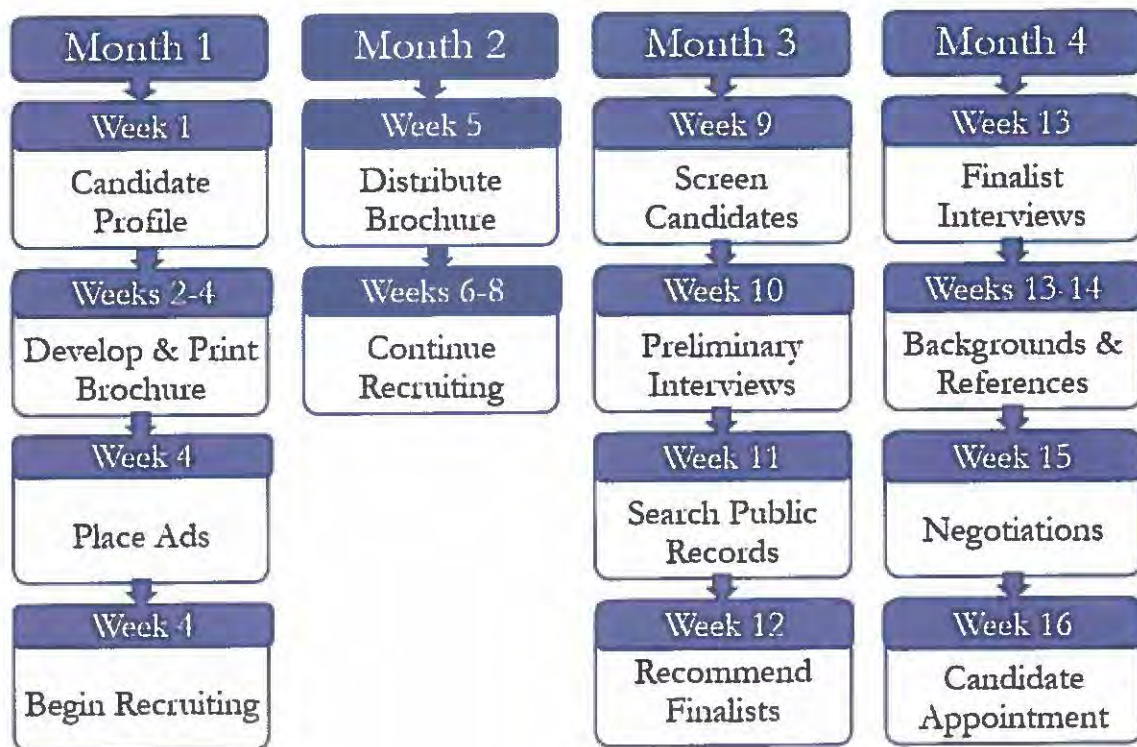 Month 1
Week 1
Candidate
Profile
Weeks 2-4
Develop & Print
Brochure
Week 4
Place Ads
Week 4
Begin Recruiting
Month 2
Week 5
Distribute
Brochure
Weeks 6-8
Continue
Recruiting
Month 3
Week 9
Screen
Candidates
Week 10
Preliminary
Interviews
Week 11
Search Public
Records
Week 12
Recommend
Finalists
Month 4
Week 13
Finalist
Interviews
Weeks 13-14
Backgrounds &
References
Week 15
Negotiations
Week 16
Candidate
Appointment